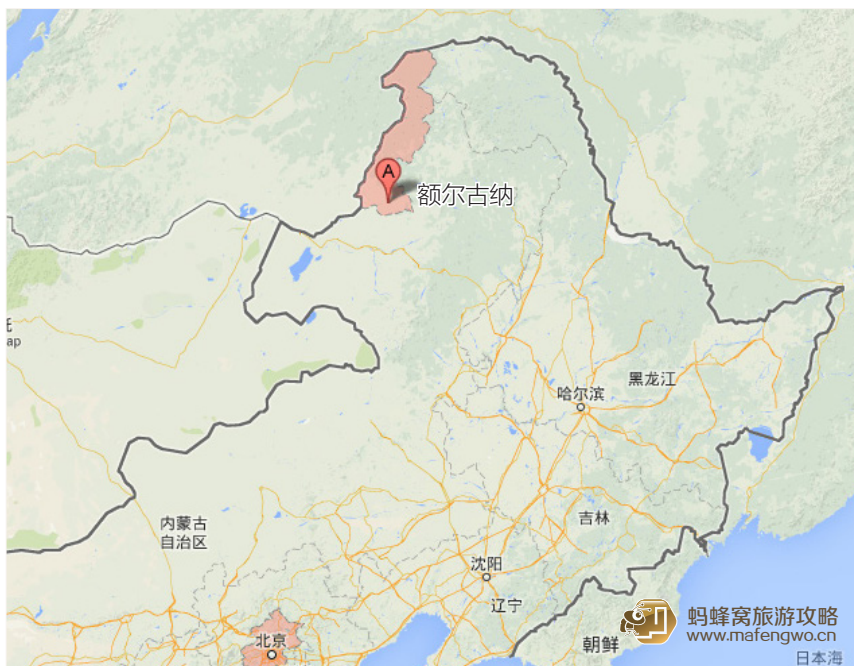 A
额尔古纳
ap
黑龙江
哈尔滨
内蒙古
自治区
吉林
沈阳
辽宁
北京
朝鲜
蚂蜂窝旅游攻略
www.mafengwo.cn
日本海